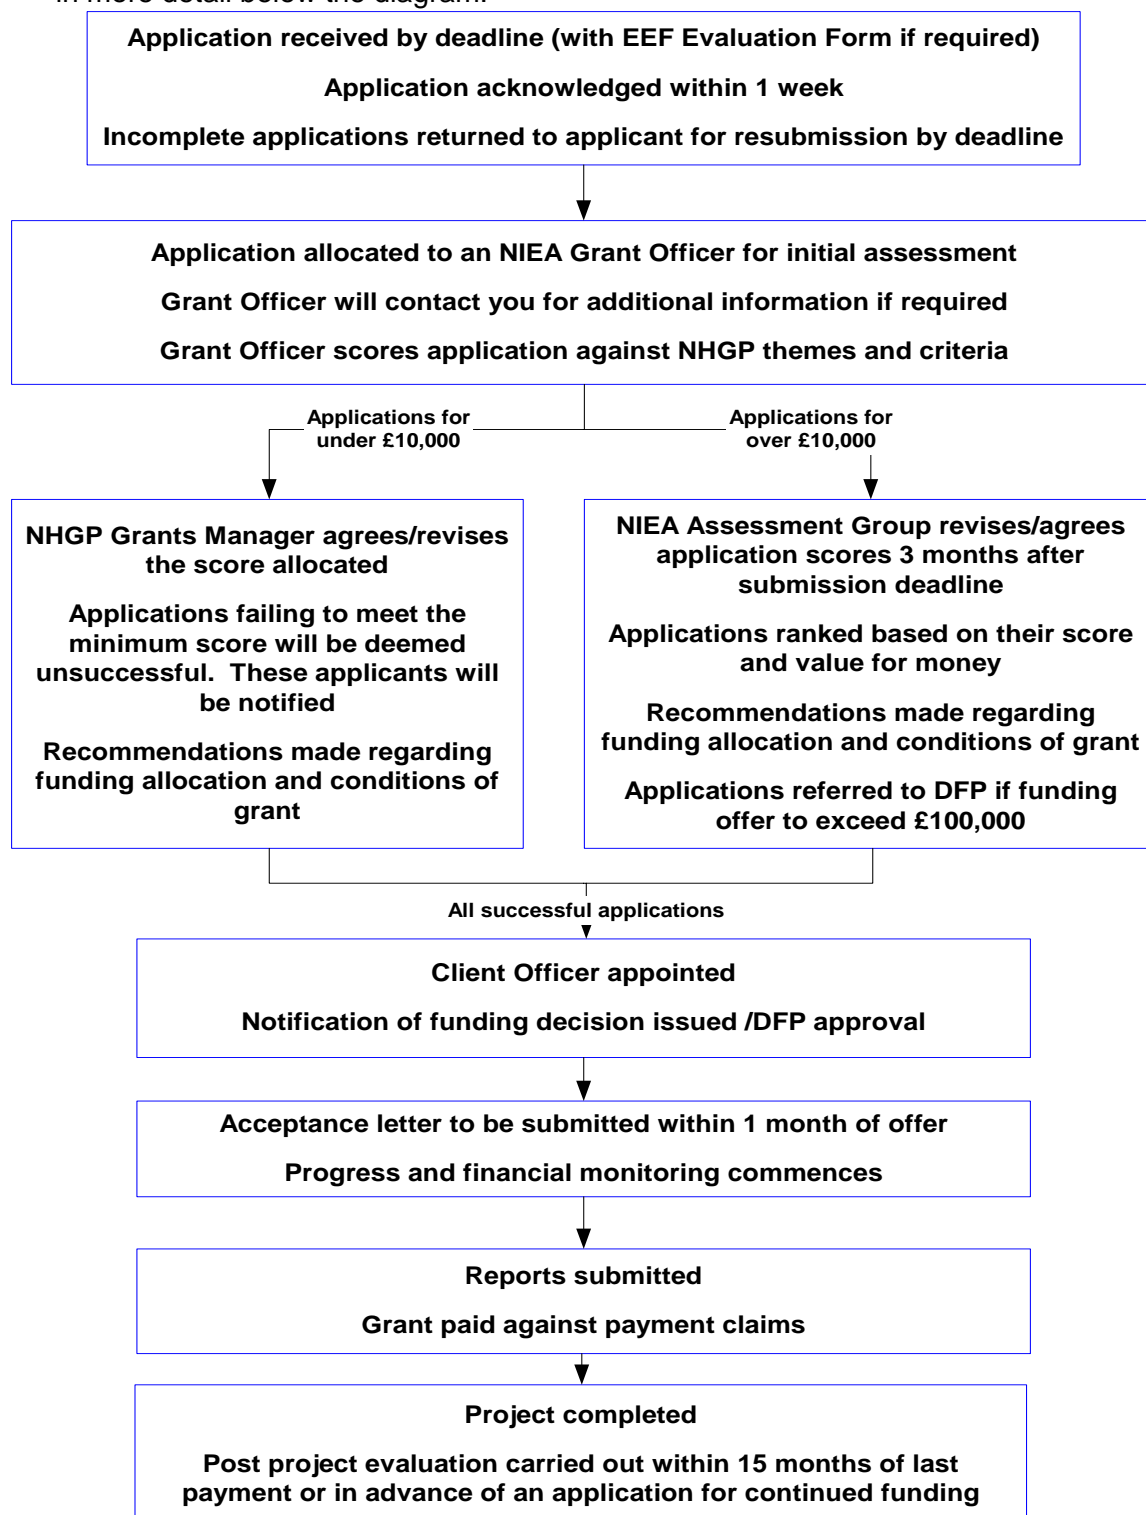 in more detail below the diagram.
Application received by deadline (with EEF Evaluation Form if required)
Application acknowledged within 1 week
Incomplete applications returned to applicant for resubmission by deadline
Application allocated to an NIEA Grant Officer for initial assessment
Grant Officer will contact you for additional information if required
Grant Officer scores application against NHGP themes and criteria
Applications for
under £10,000
Applications for
over £10,000
NHGP Grants Manager agrees/revises
the score allocated
Applications failing to meet the
minimum score will be deemed
unsuccessful. These applicants will
be notified
Recommendations made regarding
funding allocation and conditions of
grant
NIEA Assessment Group revises/agrees
application scores 3 months after
submission deadline
Applications ranked based on their score
and value for money
Recommendations made regarding
funding allocation and conditions of grant
Applications referred to DFP if funding
offer to exceed £100,000
All successful applications
Client Officer appointed
Notification of funding decision issued /DFP approval
Acceptance letter to be submitted within 1 month of offer
Progress and financial monitoring commences
Reports submitted
Grant paid against payment claims
Project completed
Post project evaluation carried out within 15 months of last
payment or in advance of an application for continued funding